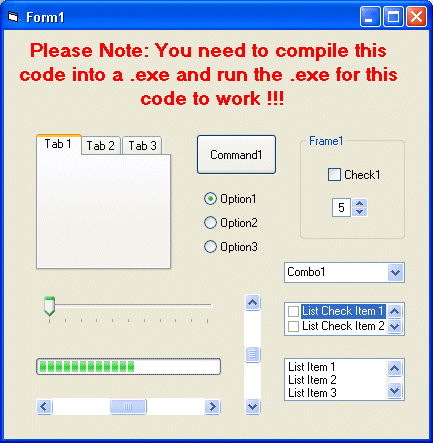 Form1
Please Note: You need to compile this
code into a .exe and run the .exe for this
code to work !!!
Tab 1 Tab 2 Tab 3
Command1
Option1
Option2
Option3
Frame1
Check1
5
Combo1
List Check Item 1
List Check Item 2
List Item 1
List Item 2
List Item 3